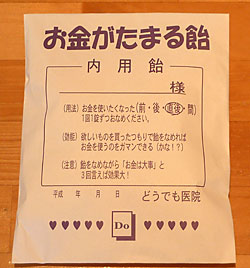 お金がたまる飴
内用飴
様
(用法) お金を使いたくなった(前・後・直後・間)
1回1錠ずつおなめください。
(効能) 欲しいものを買ったつもりで飴をなめれば
お金を使うのをガマンできる(かな!?)
(注意) 飴をなめながら「お金は大事」と
3回言えば効果大!
平成 年 月 日 どうでも医院
Do